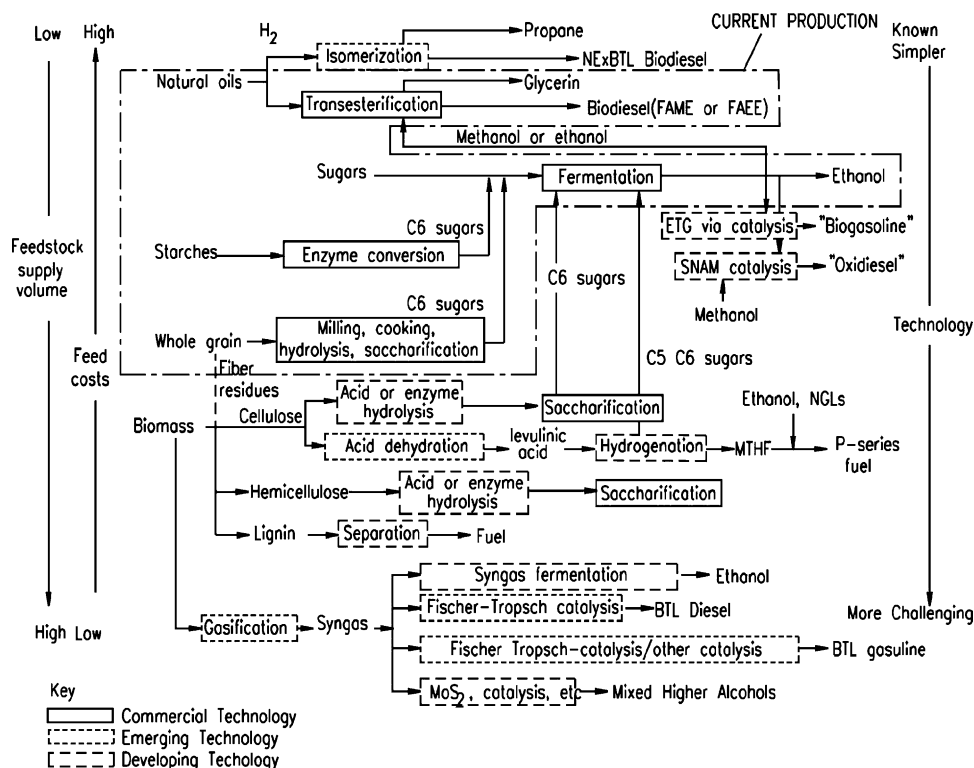 Low
High
H2
Propane
CURRENT PRODUCTION
Known
Simpler
Isomerization
NExBTL Biodiesel
Natural oils
Glycerin
Transesterification
Biodiesel(FAME or FAEE)
Methanol or ethanol
Sugars
Fermentation
Ethanol
C6 sugars
ETG via catalysis
"Biogasoline"
Starches
Enzyme conversion
Feedstock
supply
volume
C6 sugars
SNAM catalysis
"Oxidiesel"
C6 sugars
Methanol
Technology
Whole grain
Milling, cooking,
hydrolysis, saccharification
C5 C6 sugars
Feed
costs
Fiber
residues
Acid or enzyme
hydrolysis
Saccharification
Ethanol, NGLs
Biomass
Cellulose
Acid dehydration
levulinic
acid
Hydrogenation
MTHF
P-series
fuel
Hemicellulose
Acid or enzyme
hydrolysis
Saccharification
Lignin
Separation
Fuel
Syngas fermentation
Ethanol
High Low
Gasification
Syngas
Fischer-Tropsch catalysis
BTL Diesel
More Challenging
Fischer Tropsch-catalysis/other catalysis
BTL gasuline
MoS2, catalysis, etc
Mixed Higher Alcohols
Key
Commercial Technology
Emerging Technology
Developing Techology